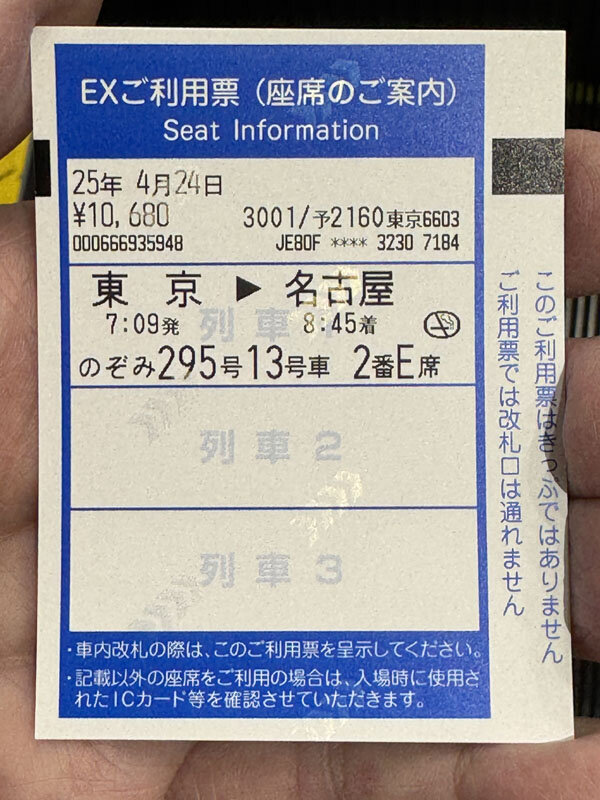 EXご利用票（座席のご案内）
Seat Information
25年 4月24日
¥10,680 3001/予2160東京6603
000666935948 JE80F **** 3230 7184
東 京 ▶ 名古屋
7:09発 8:45着
のぞみ295号13号車 2番E席
列 車 1
列 車 2
列 車 3
・車内改札の際は、このご利用票を呈示してください。
・記載以外の座席をご利用の場合は、入場時に使用さ
れたICカード等を確認させていただきます。
このご利用票はきっぷではありません
ご利用票では改札口は通れません